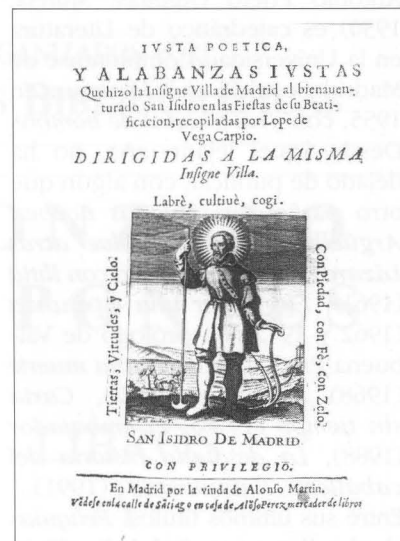 IVSTA POETICA,
Y ALABANZAS IVSTAS
Que hizo la Insigne Villa de Madrid al bienauen-
turado San Isidro en las Fiestas de su Beati-
ficacion, recopiladas por Lope de
Vega Carpio.
DIRIGIDAS A LA MISMA
Insigne Villa.
Labrè, cultiuè, cogi.
Tierras, Virtudes, y Cielo.
Con Piedad, con Fè, con Zelo.
SAN ISIDRO DE MADRID.
CON PRIVILEGIO.
En Madrid por la viuda de Alonso Martin.
Vẽdese en la calle de Sãtiago en casa de Alõso Perez, mercader de libros